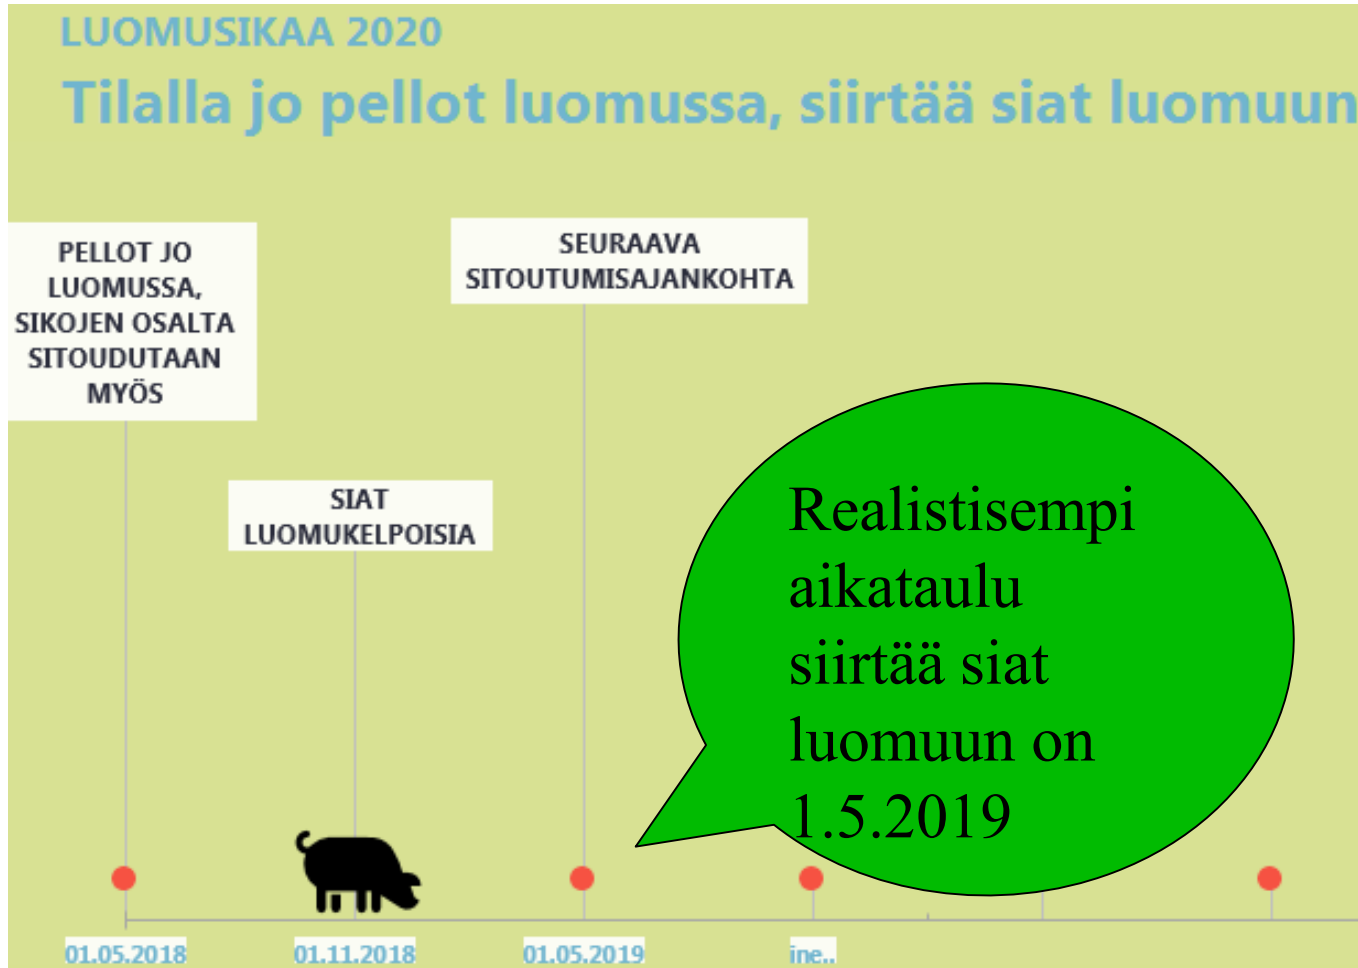 LUOMUSIKAA 2020
Tilalla jo pellot luomussa, siirtää siat luomuun
PELLOT JO
LUOMUSSA,
SIKOJEN OSALTA
SITOUDUTAAN
MYÖS
SIAT
LUOMUKELPOISIA
SEURAAVA
SITOUTUMISAJANKOHTA
Realistisempi
aikataulu
siirtää siat
luomuun on
1.5.2019
01.05.2018
01.11.2018
01.05.2019
ine..